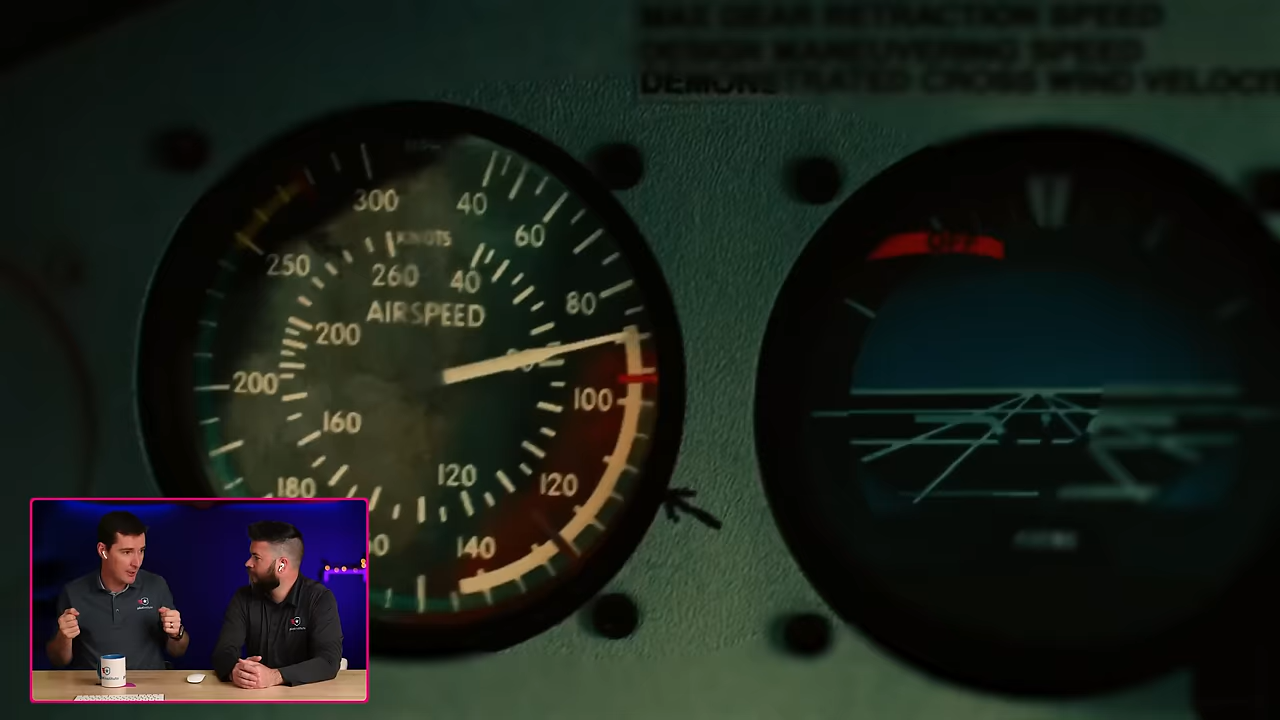 MAX GEAR RETRACTION SPEED
DESIGN MANEUVERING SPEED
DEMONSTRATED CROSS WIND
300
40
KNOTS
60
250
260
40
80
AIRSPEED
200
200
100
160
120
120
180
140
OFF